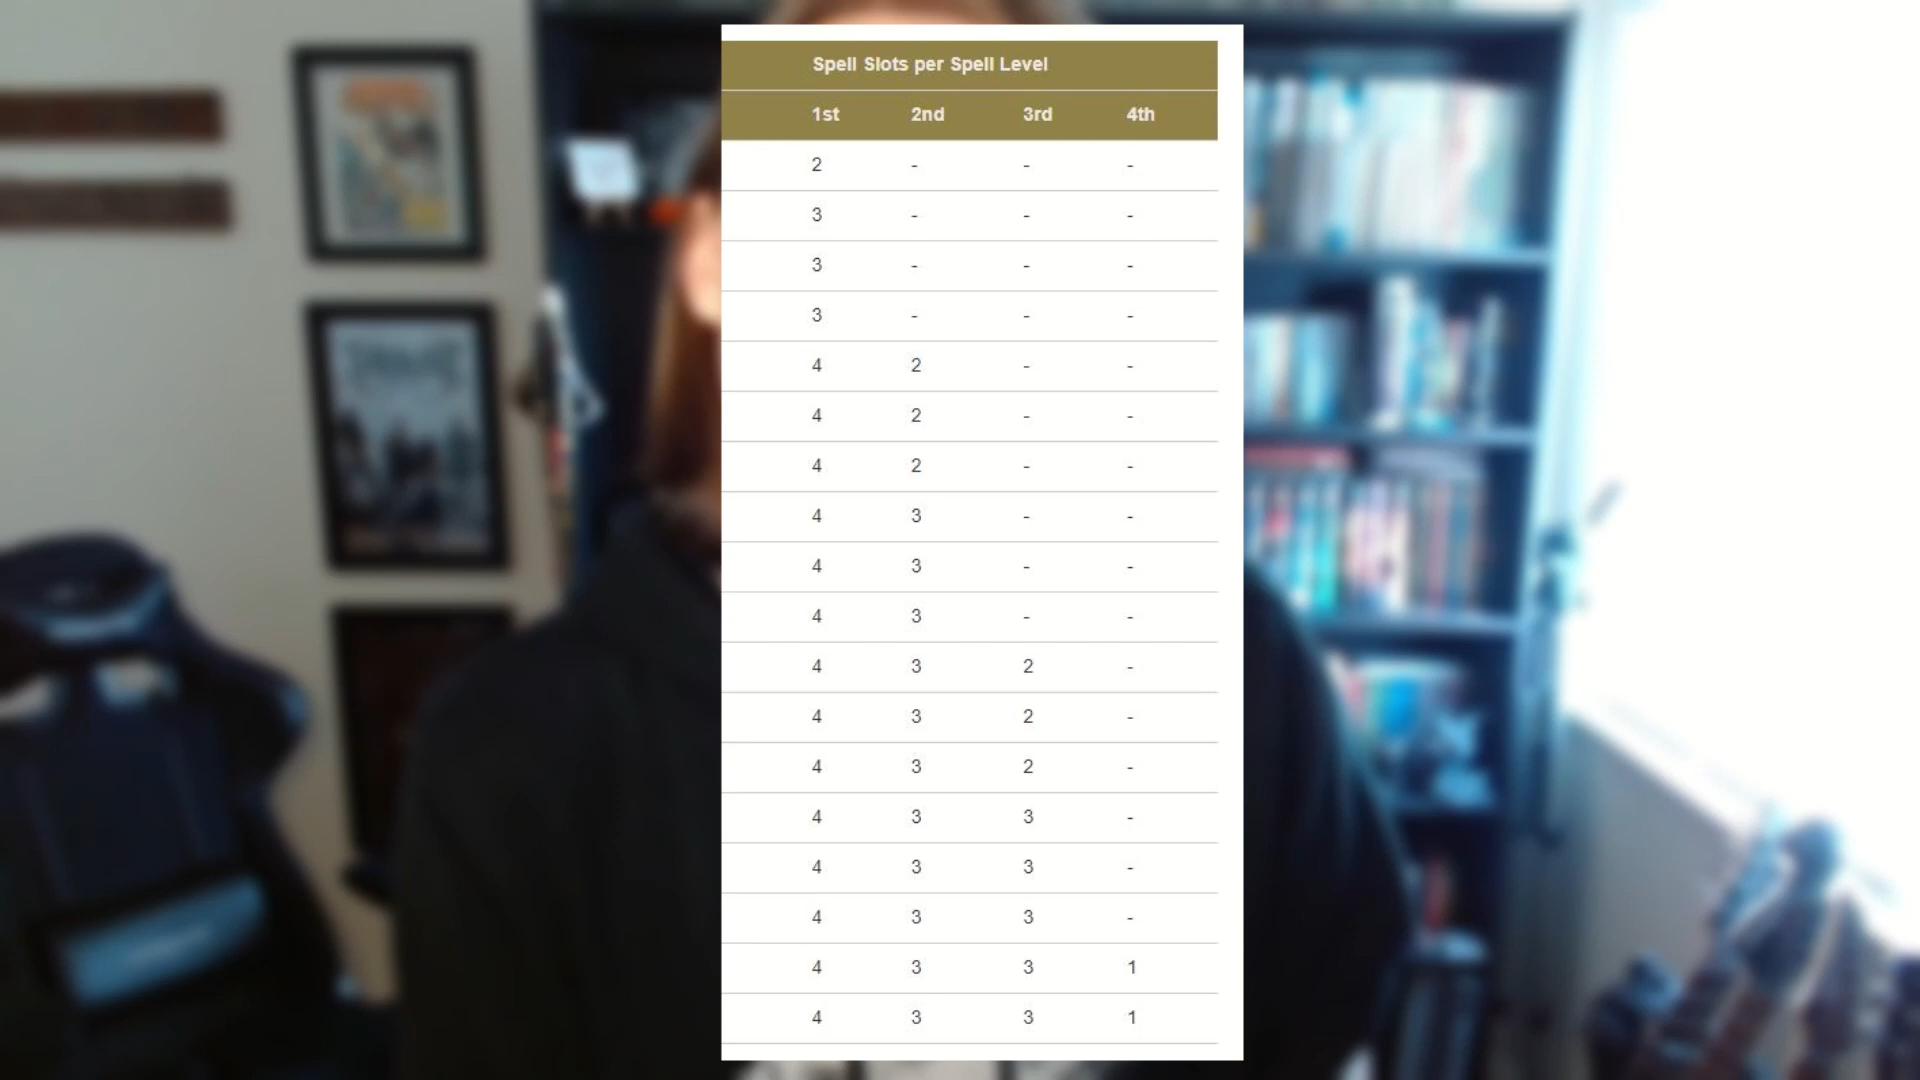 Spell Slots per Spell Level
1st 2nd 3rd 4th
2 - - -
3 - - -
3 - - -
3 - - -
4 2 - -
4 2 - -
4 2 - -
4 3 - -
4 3 - -
4 3 - -
4 3 2 -
4 3 2 -
4 3 2 -
4 3 3 -
4 3 3 -
4 3 3 -
4 3 3 1
4 3 3 1